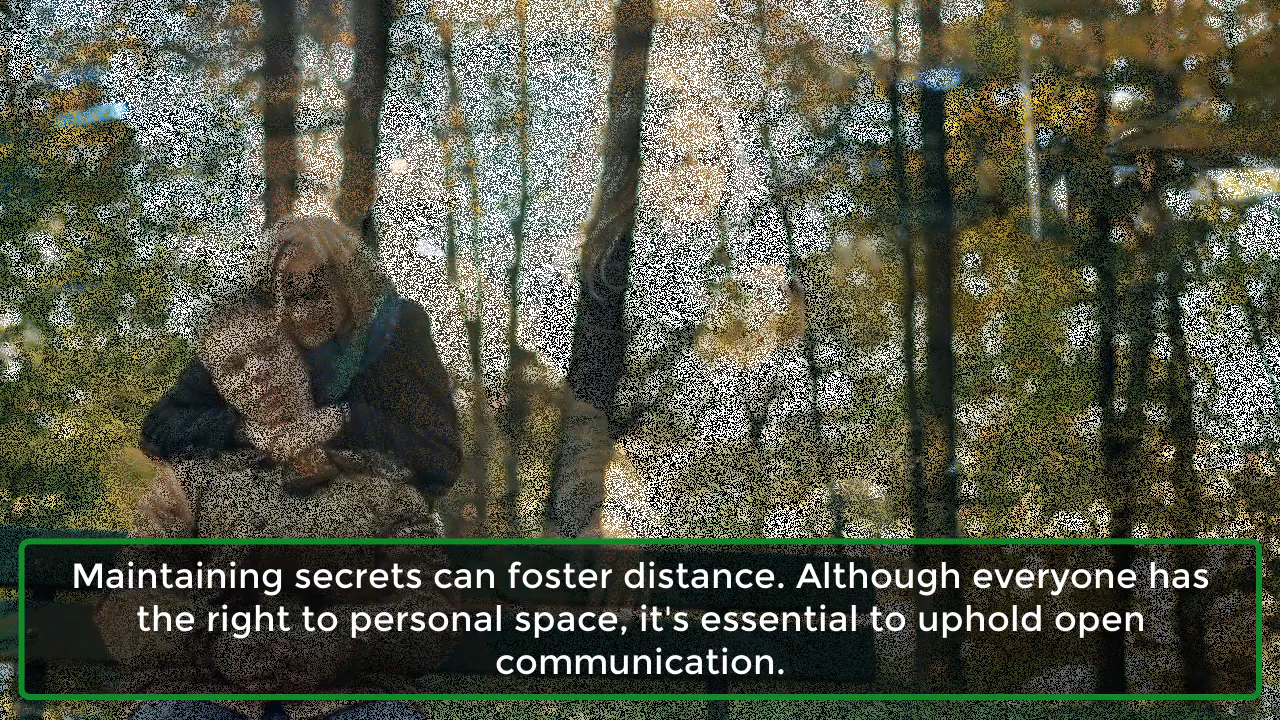 Maintaining secrets can foster distance. Although everyone has
the right to personal space, it's essential to uphold open
communication.